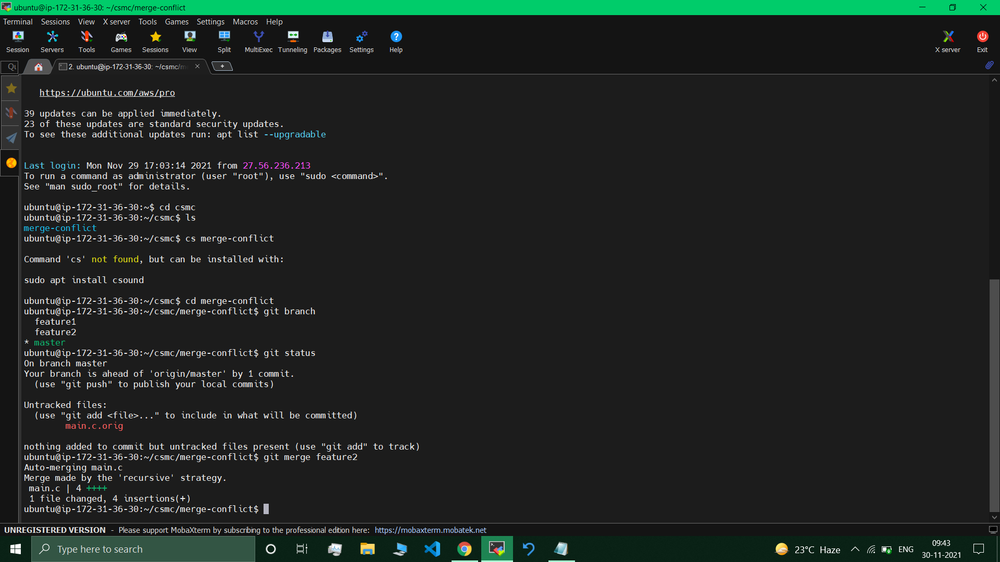 ubuntu@ip-172-31-36-30: ~/csmc/merge-conflict
Terminal Sessions View X server Tools Games Settings Macros Help
Session Servers Tools Games Sessions View Split MultiExec Tunneling Packages Settings Help X server Exit
2. ubuntu@ip-172-31-36-30: ~/csmc/m
https://ubuntu.com/aws/pro
39 updates can be applied immediately.
23 of these updates are standard security updates.
To see these additional updates run: apt list --upgradable
Last login: Mon Nov 29 17:03:14 2021 from 27.56.236.213
To run a command as administrator (user "root"), use "sudo <command>".
See "man sudo_root" for details.
ubuntu@ip-172-31-36-30:~$ cd csmc
ubuntu@ip-172-31-36-30:~/csmc$ ls
merge-conflict
ubuntu@ip-172-31-36-30:~/csmc$ cs merge-conflict
Command 'cs' not found, but can be installed with:
sudo apt install csound
ubuntu@ip-172-31-36-30:~/csmc$ cd merge-conflict
ubuntu@ip-172-31-36-30:~/csmc/merge-conflict$ git branch
feature1
feature2
* master
ubuntu@ip-172-31-36-30:~/csmc/merge-conflict$ git status
On branch master
Your branch is ahead of 'origin/master' by 1 commit.
(use "git push" to publish your local commits)
Untracked files:
(use "git add <file>..." to include in what will be committed)
main.c.orig
nothing added to commit but untracked files present (use "git add" to track)
ubuntu@ip-172-31-36-30:~/csmc/merge-conflict$ git merge feature2
Auto-merging main.c
Merge made by the 'recursive' strategy.
main.c | 4 ++++
1 file changed, 4 insertions(+)
ubuntu@ip-172-31-36-30:~/csmc/merge-conflict$
UNREGISTERED VERSION - Please support MobaXterm by subscribing to the professional edition here: https://mobaxterm.mobatek.net
Type here to search
23°C Haze ENG
09:43
30-11-2021